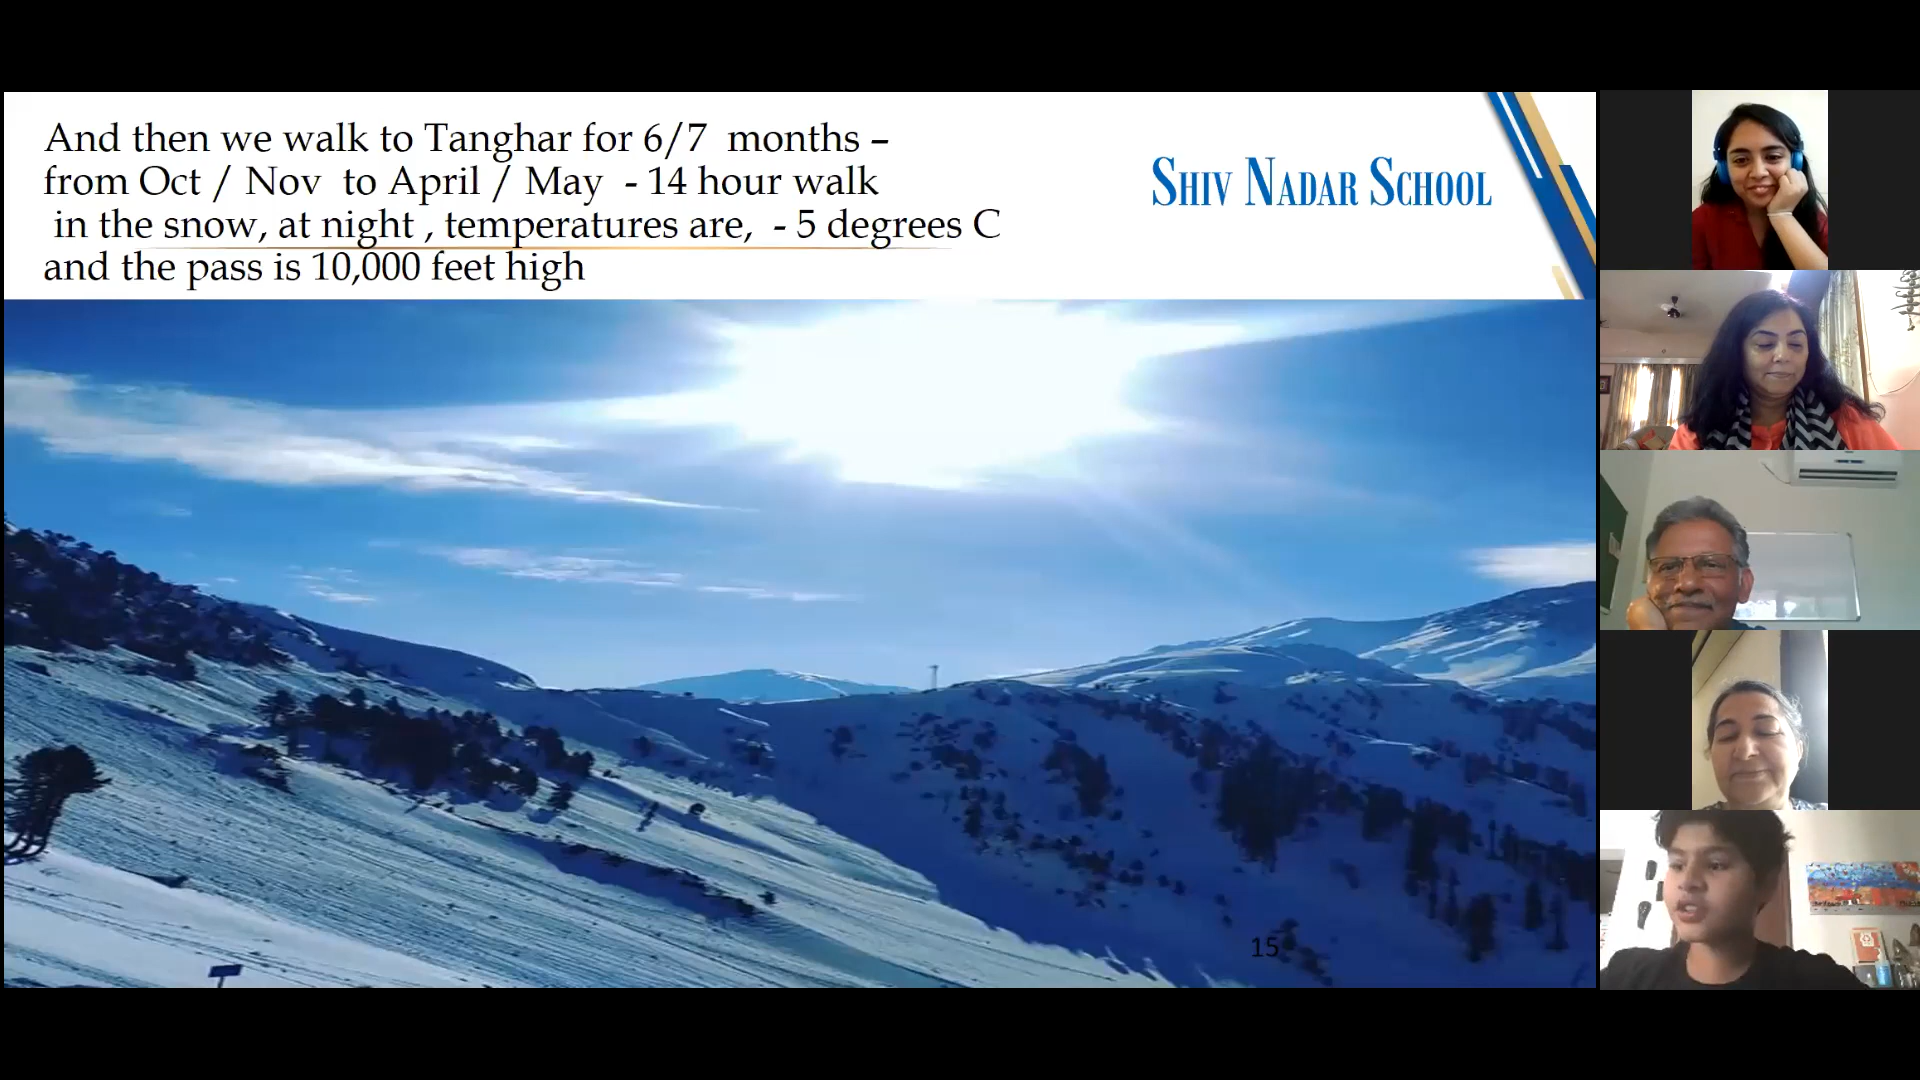 And then we walk to Tanghar for 6/7 months –
from Oct / Nov to April / May - 14 hour walk
in the snow, at night , temperatures are, - 5 degrees C
and the pass is 10,000 feet high
SHIV NADAR SCHOOL
15